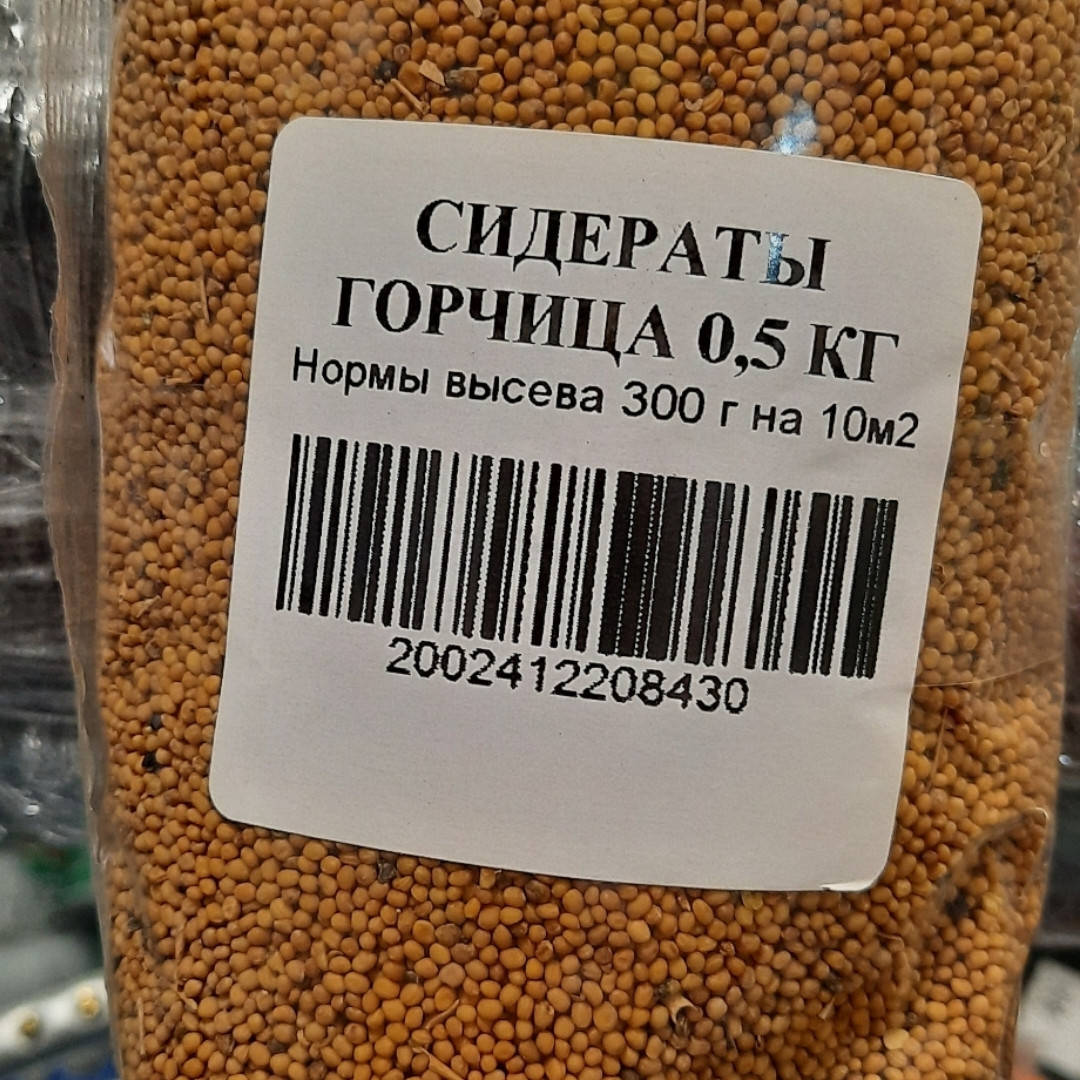 СИДЕРАТЫ
ГОРЧИЦА 0,5 КГ
Нормы высева 300 г на 10м2
2002412208430